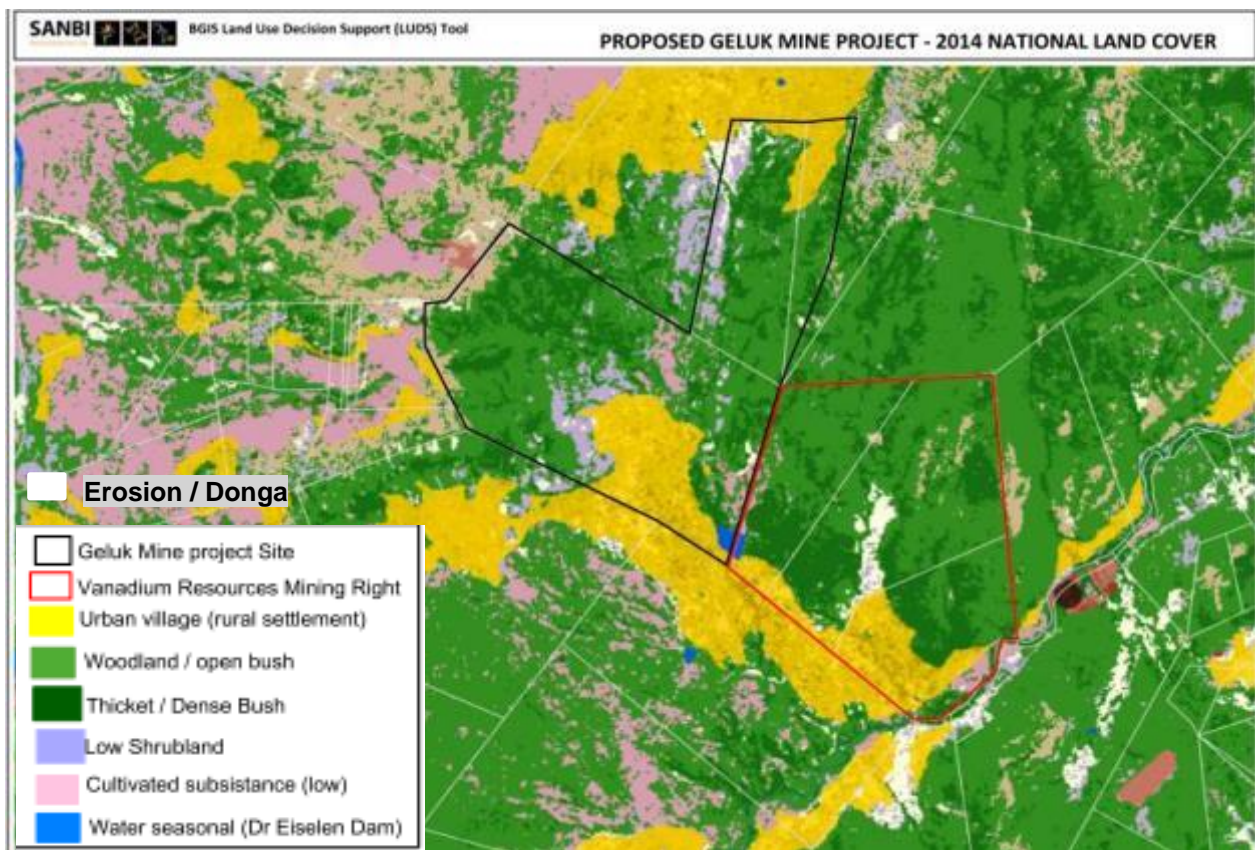 SANBI
BGIS Land Use Decision Support (LUDS) Tool
PROPOSED GELUK MINE PROJECT - 2014 NATIONAL LAND COVER
Erosion / Donga
Geluk Mine project Site
Vanadium Resources Mining Right
Urban village (rural settlement)
Woodland / open bush
Thicket / Dense Bush
Low Shrubland
Cultivated subsistance (low)
Water seasonal (Dr Eiselen Dam)